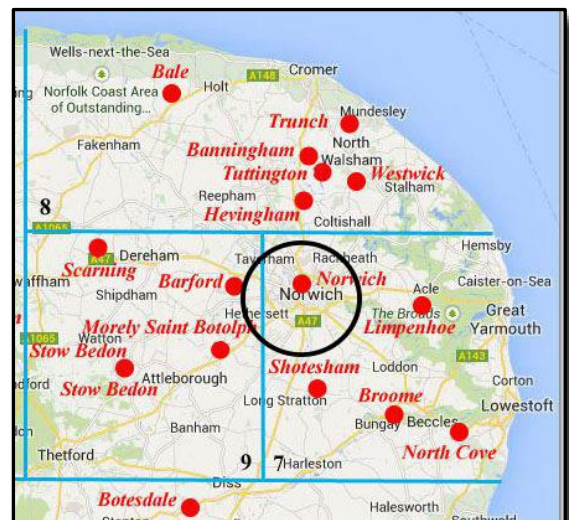 Wells-next-the-Sea
Bale
A148
Cromer
Norfolk Coast Area
of Outstanding...
Holt
Mundesley
Trunch
North
Walsham
Banningham
Fakenham
Tuttington
Westwick
Stalham
Reepham
8
Hevingham
Coltishall
A1065
Hemsby
A47
Dereham
Taverham
Rackheath
Scarning
affham
Shipdham
Barford
Norwich
Norwich
Acle
Caister-on-Sea
Hethersett
A47
The Broads
Great
Yarmouth
Limpenhoe
Morely Saint Botolph
A1065
Watton
Stow Bedon
A143
Shotesham
Loddon
dford
Stow Bedon
Attleborough
Corton
Long Stratton
Broome
Lowestoft
Bungay
Beccles
Banham
North Cove
Thetford
9
7
Harleston
Diss
Botesdale
Halesworth